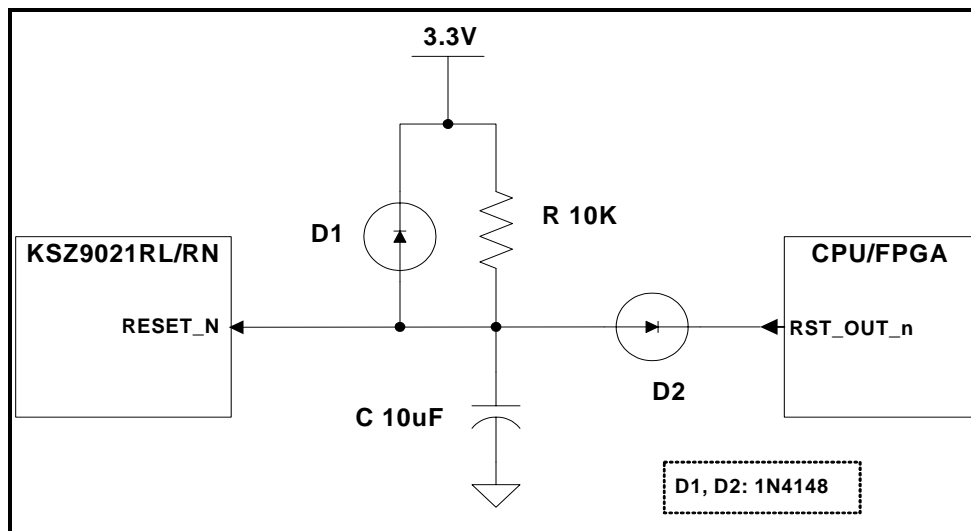 3.3V
D1
R 10K
KSZ9021RL/RN
CPU/FPGA
RESET_N
RST_OUT_n
D2
C 10uF
D1, D2: 1N4148